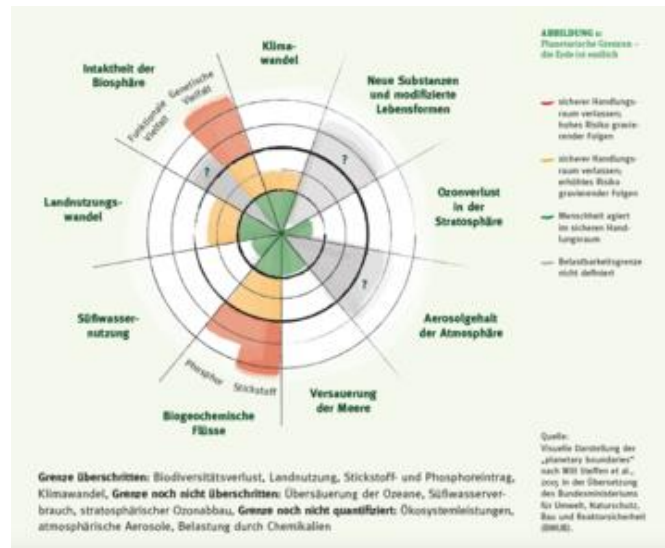 ABBILDUNG 1:
Planetarische Grenzen –
die Erde ist endlich
Klima-
wandel
Intaktheit der
Biosphäre
Genetische
Vielfalt
Funktionale
Vielfalt
Neue Substanzen
und modifizierte
Lebensformen
?
?
Landnutzungs-
wandel
Ozonverlust
in der
Stratosphäre
?
Süßwasser-
nutzung
Aerosolgehalt
der Atmosphäre
Phosphor
Stickstoff
Biogeochemische
Flüsse
Versauerung
der Meere
sicherer Handlungs-
raum verlassen;
hohes Risiko gravie-
render Folgen
sicherer Handlungs-
raum verlassen;
erhöhtes Risiko
gravierender Folgen
Menschheit agiert
im sicheren Hand-
lungsraum
Belastbarkeitsgrenze
nicht definiert
Grenze überschritten: Biodiversitätsverlust, Landnutzung, Stickstoff- und Phosphoreintrag,
Klimawandel, Grenze noch nicht überschritten: Übersäuerung der Ozeane, Süßwasserver-
brauch, stratosphärischer Ozonabbau, Grenze noch nicht quantifiziert: Ökosystemleistungen,
atmosphärische Aerosole, Belastung durch Chemikalien
Quelle:
Visuelle Darstellung der
„planetary boundaries“
nach Will Steffen et al.,
2015 in der Übersetzung
des Bundesministeriums
für Umwelt, Naturschutz,
Bau und Reaktorsicherheit
(BMUB).